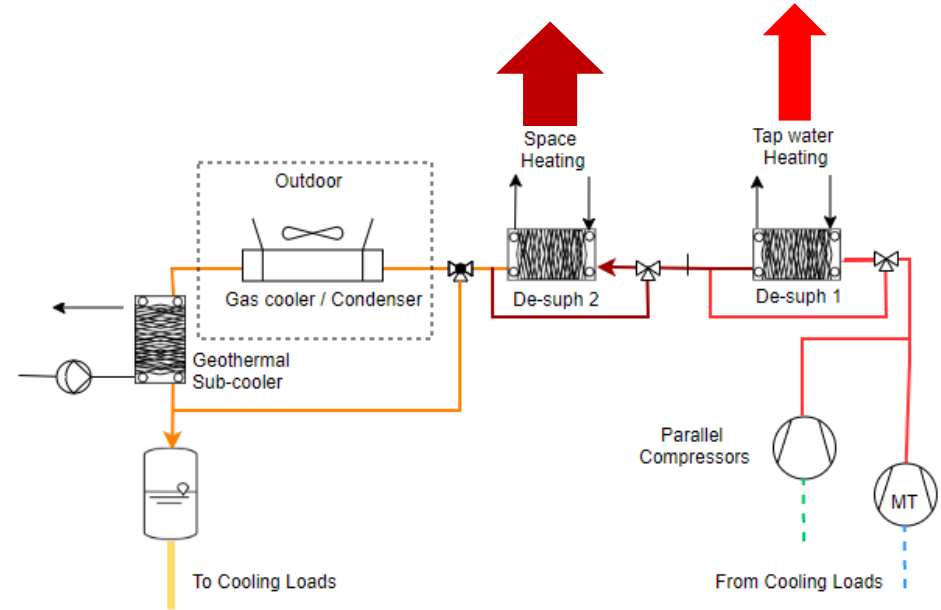 Space
Heating
Tap water
Heating
Outdoor
Gas cooler / Condenser
De-suph 2
De-suph 1
Geothermal
Sub-cooler
Parallel
Compressors
MT
To Cooling Loads
From Cooling Loads